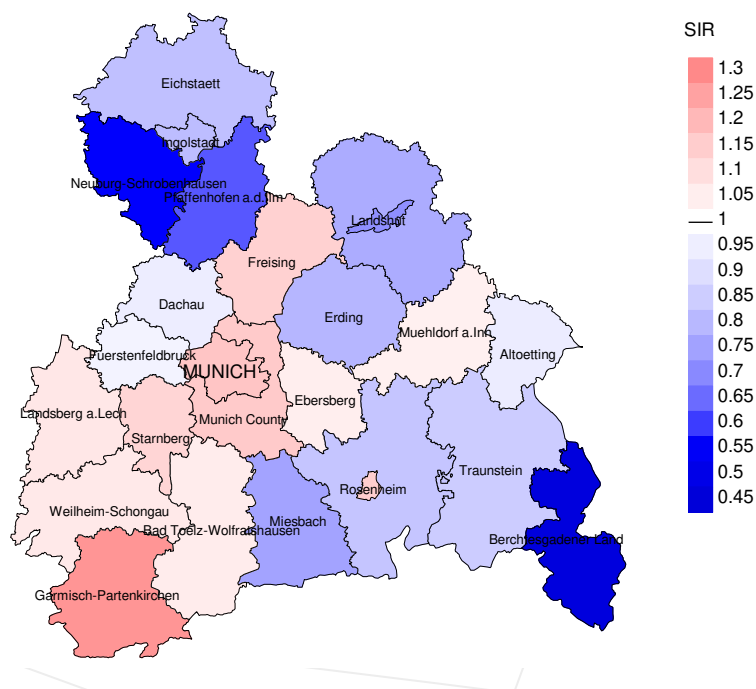 SIR
1.3
1.25
1.2
1.15
1.1
1.05
1
0.95
0.9
0.85
0.8
0.75
0.7
0.65
0.6
0.55
0.5
0.45
Eichstaett
Ingolstadt
Neuburg-Schrobenhausen
Pfaffenhofen a.d.Ilm
Landshut
Freising
Dachau
Erding
Muehldorf a.Inn
Altoetting
Fuerstenfeldbruck
MUNICH
Ebersberg
Landsberg a.Lech
Munich County
Starnberg
Traunstein
Rosenheim
Weilheim-Schongau
Miesbach
Bad Toelz-Wolfratshausen
Berchtesgadener Land
Garmisch-Partenkirchen